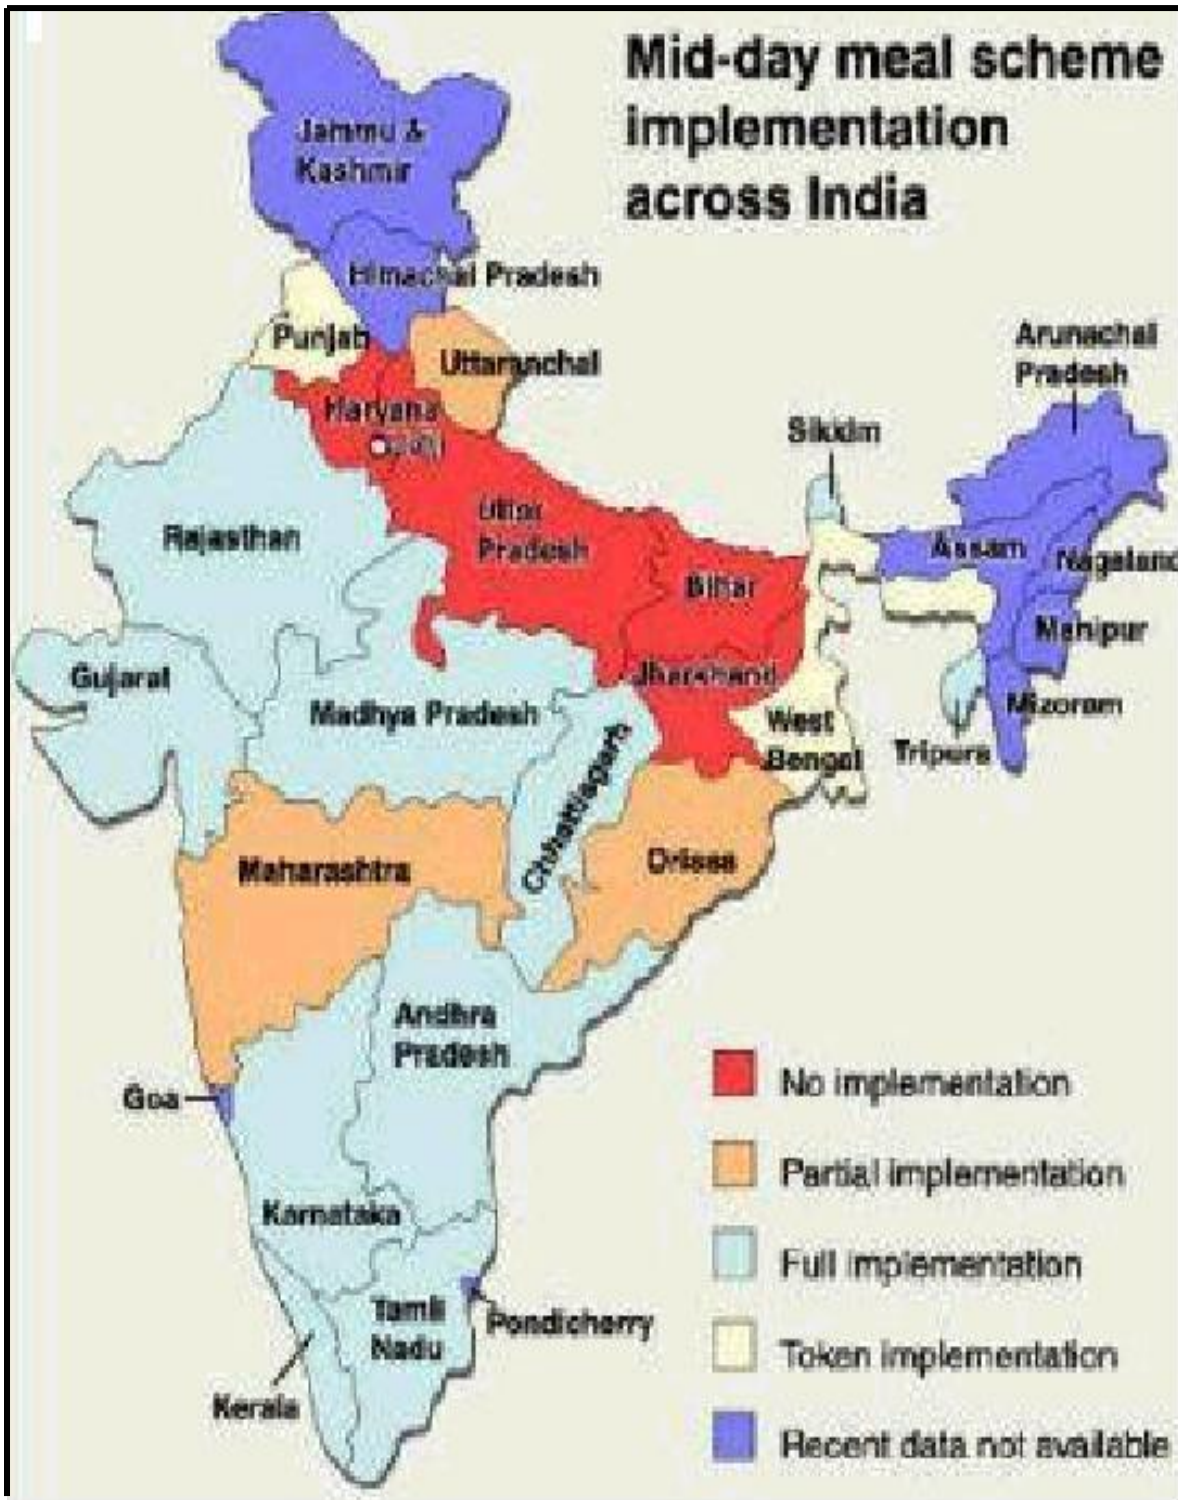 Mid-day meal scheme
implementation
across India
Jammu &
Kashmir
Himachal Pradesh
Punjab
Uttaranchal
Haryana
Delhi
Arunachal
Pradesh
Sikkim
Rajasthan
Uttar
Pradesh
Bihar
Assam
Nagaland
Manipur
Gujarat
Madhya Pradesh
Jharkhand
West
Bengal
Mizoram
Tripura
Chhattisgarh
Maharashtra
Orissa
Andhra
Pradesh
Goa
Karnataka
Tamil
Nadu
Pondicherry
Kerala
No implementation
Partial implementation
Full implementation
Token implementation
Recent data not available